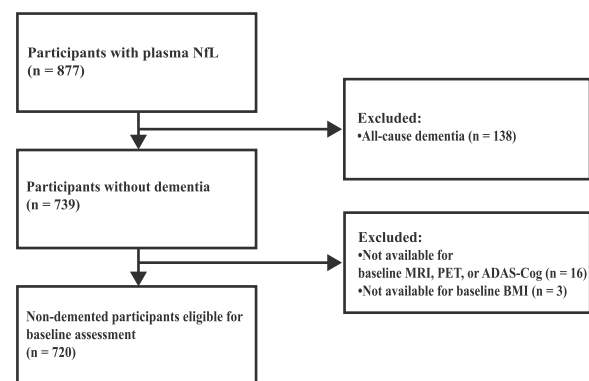 Participants with plasma NfL
(n = 877)
Excluded:
•All-cause dementia (n = 138)
Participants without dementia
(n = 739)
Excluded:
•Not available for
baseline MRI, PET, or ADAS-Cog (n = 16)
•Not available for baseline BMI (n = 3)
Non-demented participants eligible for
baseline assessment
(n = 720)